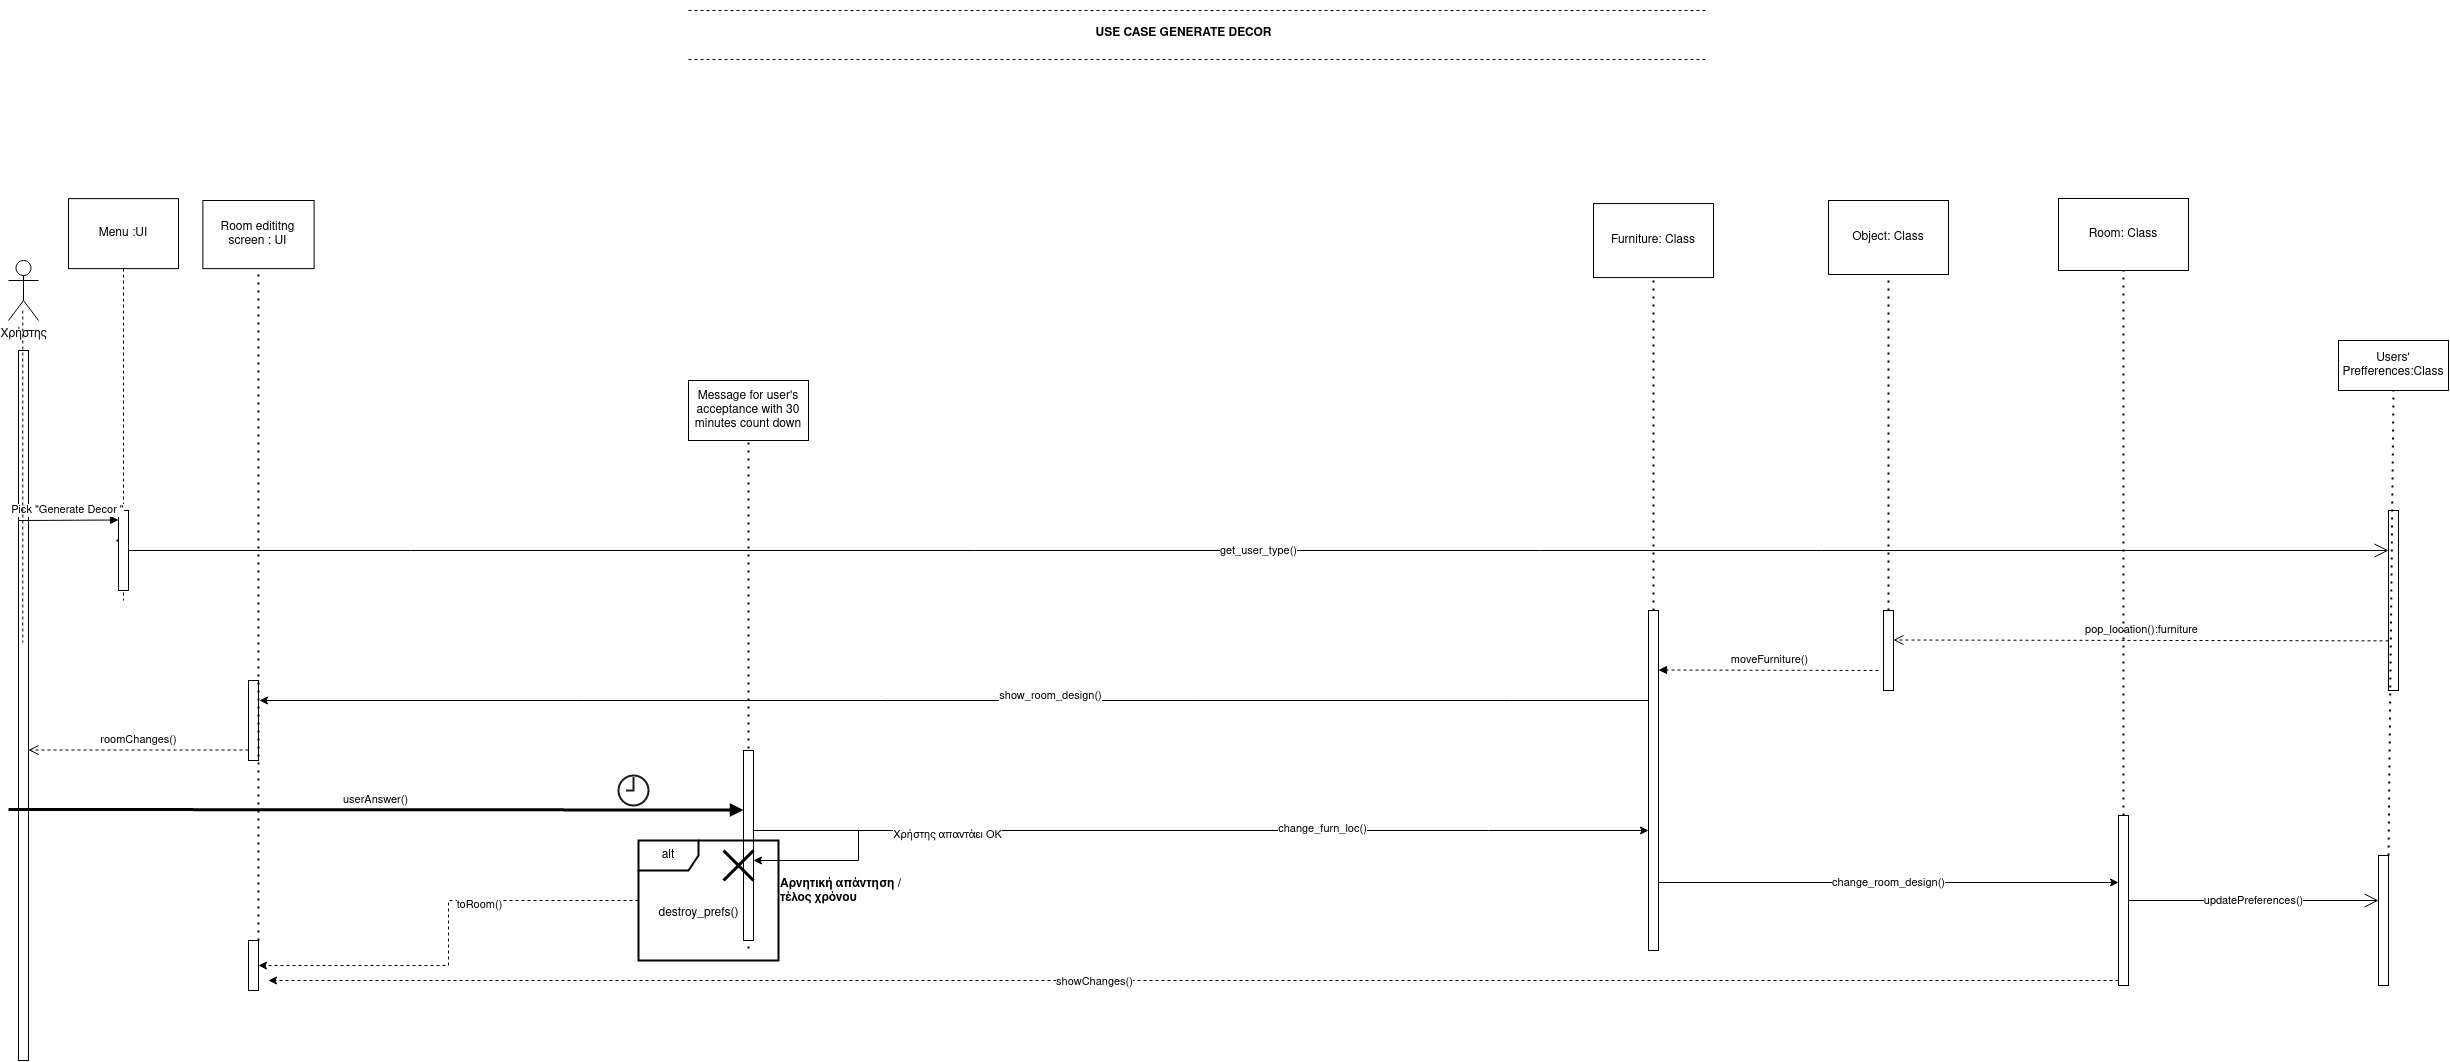 USE CASE GENERATE DECOR
Menu :UI
Room edititng
screen : UI
Furniture: Class
Object: Class
Room: Class
Χρήστης
Users'
Prefferences:Class
Message for user's
acceptance with 30
minutes count down
Pick "Generate Decor "
get_user_type()
pop_location():furniture
moveFurniture()
show_room_design()
roomChanges()
userAnswer()
Χρήστης απαντάει ΟΚ
change_furn_loc()
alt
Αρνητική απάντηση /
τέλος χρόνου
change_room_design()
toRoom()
destroy_prefs()
updatePreferences()
showChanges()